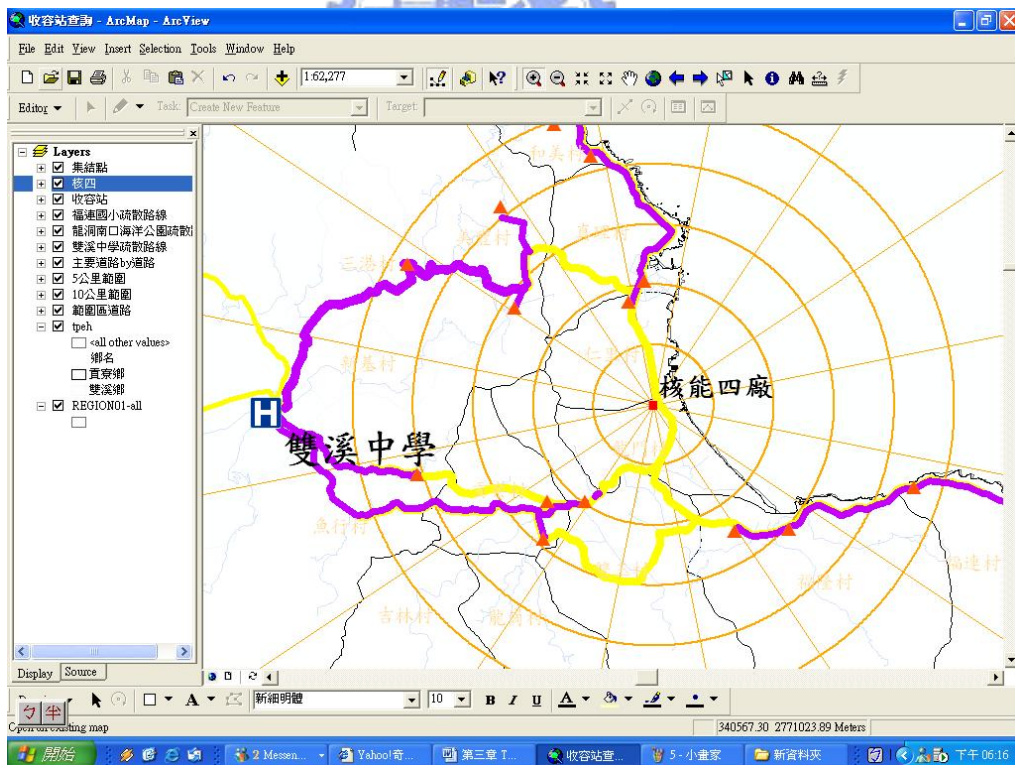 收容站查詢 - ArcMap - ArcView
File Edit View Insert Selection Tools Window Help
1:62,277
Editor Task: Create New Feature Target:
Layers
集結點
核四
收容站
福連國小疏散路線
龍洞南口海洋公園疏散
雙溪中學疏散路線
主要道路by道路
5公里範圍
10公里範圍
範圍區道路
tpeh
<all other values>
鄉名
貢寮鄉
雙溪鄉
REGION01-all
和美村
真理村
三港村
新基村
仁里村
核能四廠
H
雙溪中學
魚行村
福隆村
福連村
吉林村
龍崗村
Display Source
新細明體 10 B I U A
ㄅ半
Open an existing map
340567.30 2771023.89 Meters
開始 2 Messen... Yahoo!奇... 第三章 T... 收容站查... 5 - 小畫家 新資料夾 下午 06:16